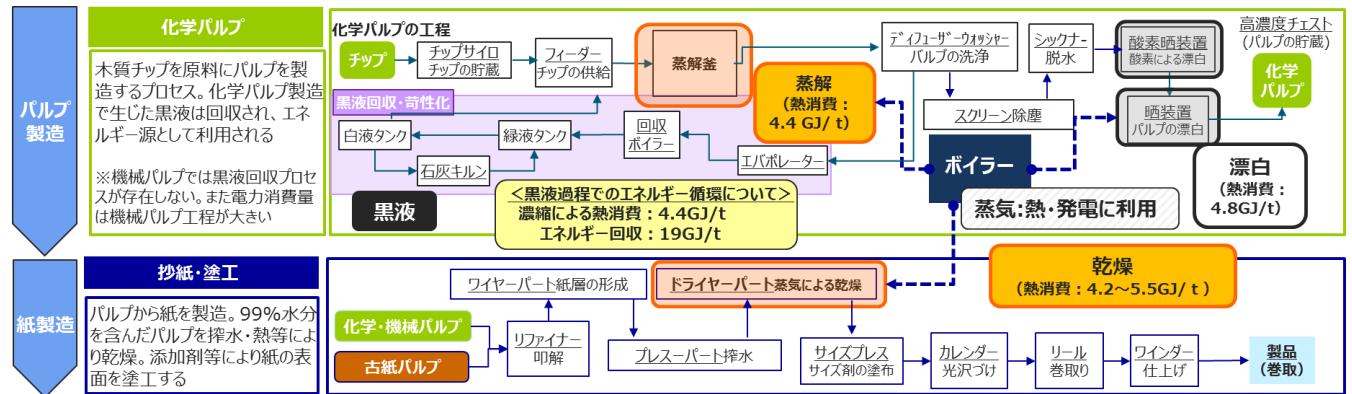 パルプ
製造
化学パルプ
木質チップを原料にパルプを製
造するプロセス。化学パルプ製造
で生じた黒液は回収され、エネ
ルギー源として利用される
※機械パルプでは黒液回収プロセ
スが存在しない。また電力消費量
は機械パルプ工程が大きい
化学パルプの工程
チップ
チップサイロ
チップの貯蔵
フィーダー
チップの供給
蒸解釜
ディフューザーウォッシャー
パルプの洗浄
シックナー
脱水
酸素晒装置
酸素による漂白
高濃度チェスト
(パルプの貯蔵)
化学
パルプ
蒸解
(熱消費：
4.4 GJ/ t)
スクリーン除塵
晒装置
パルプの漂白
黒液回収・苛性化
白液タンク
緑液タンク
回収
ボイラー
エバポレーター
石灰キルン
ボイラー
漂白
(熱消費：
4.8GJ/t)
黒液
＜黒液過程でのエネルギー循環について＞
濃縮による熱消費：4.4GJ/t
エネルギー回収：19GJ/t
蒸気:熱・発電に利用
紙製造
抄紙・塗工
パルプから紙を製造。99%水分
を含んだパルプを搾水・熱等によ
り乾燥。添加剤等により紙の表
面を塗工する
ワイヤーパート紙層の形成
ドライヤーパート蒸気による乾燥
乾燥
(熱消費：4.2～5.5GJ/ t )
化学・機械パルプ
古紙パルプ
リファイナー
叩解
プレスーパート搾水
サイズプレス
サイズ剤の塗布
カレンダー
光沢づけ
リール
巻取り
ワインダー
仕上げ
製品
(巻取)